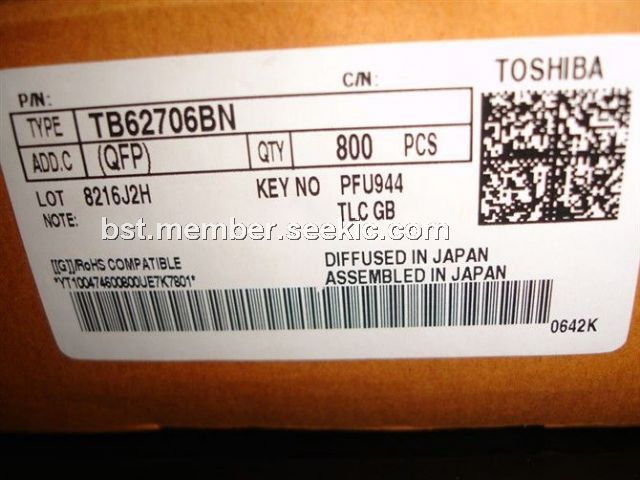 TOSHIBA
P/N: C/N:
TYPE TB62706BN
ADD.C (QFP) QTY 800 PCS
LOT 8216J2H KEY NO PFU944
NOTE: TLC GB
bst.member.seekic.com
[[G]]/RoHS COMPATIBLE DIFFUSED IN JAPAN
*YT100474600800UE7K7801* ASSEMBLED IN JAPAN
0642K